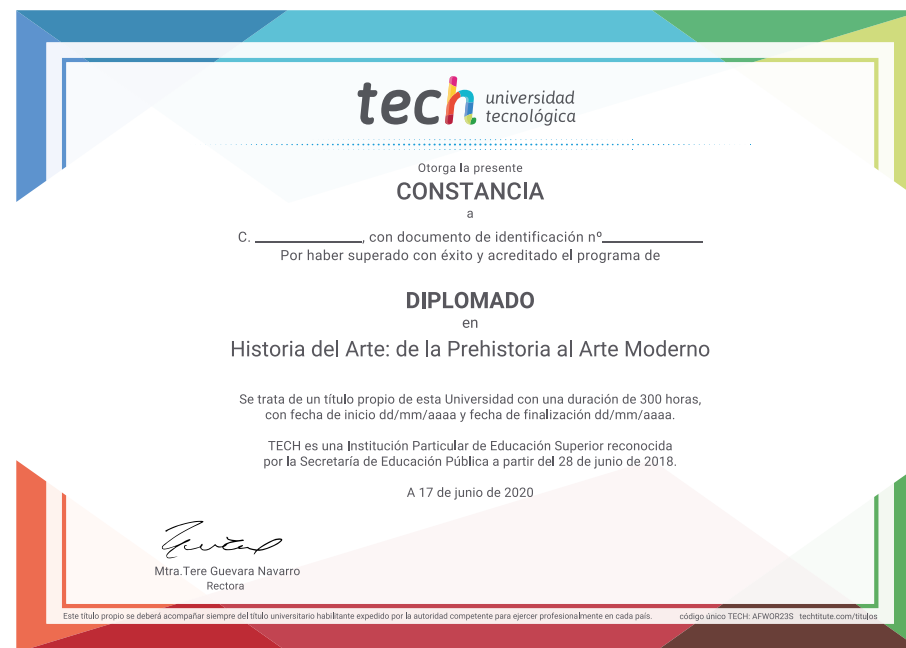 tech universidad
tecnológica
Otorga la presente
CONSTANCIA
a
C. ____________, con documento de identificación nº____________
Por haber superado con éxito y acreditado el programa de
DIPLOMADO
en
Historia del Arte: de la Prehistoria al Arte Moderno
Se trata de un título propio de esta Universidad con una duración de 300 horas,
con fecha de inicio dd/mm/aaaa y fecha de finalización dd/mm/aaaa.
TECH es una Institución Particular de Educación Superior reconocida
por la Secretaría de Educación Pública a partir del 28 de junio de 2018.
A 17 de junio de 2020
Mtra.Tere Guevara Navarro
Rectora
Este título propio se deberá acompañar siempre del título universitario habilitante expedido por la autoridad competente para ejercer profesionalmente en cada país. código único TECH: AFWOR23S techtitute.com/titulos